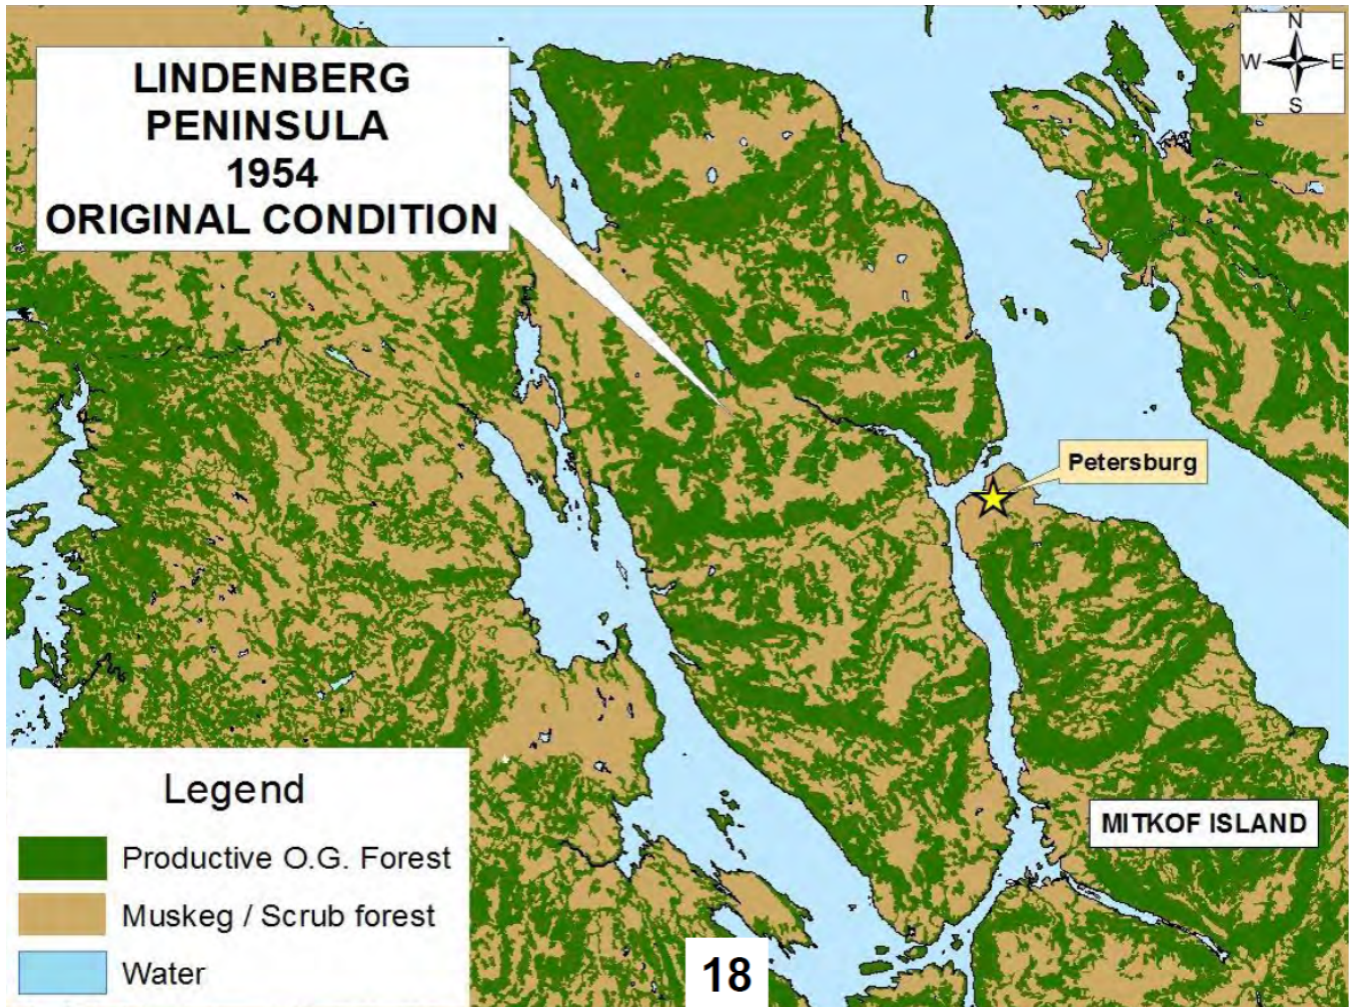 LINDENBERG
PENINSULA
1954
ORIGINAL CONDITION
N
W E
S
Petersburg
MITKOF ISLAND
Legend
Productive O.G. Forest
Muskeg / Scrub forest
Water
18